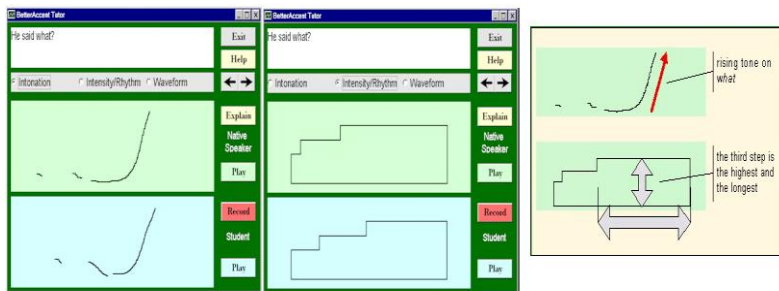 BetterAccent Tutor
He said what?
Exit
Help
Intonation
Intensity/Rhythm
Waveform
Explain
Native
Speaker
Play
Record
Student
Play
BetterAccent Tutor
He said what?
Exit
Help
Intonation
Intensity/Rhythm
Waveform
Explain
Native
Speaker
Play
Record
Student
Play
rising tone on
what
the third step is
the highest and
the longest